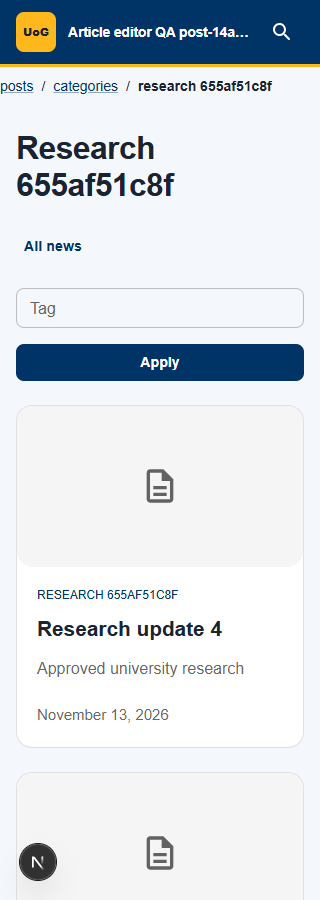 UoG Article editor QA post-14a…
posts / categories / research 655af51c8f
Research
655af51c8f
All news
Tag
Apply
RESEARCH 655AF51C8F
Research update 4
Approved university research
November 13, 2026
N